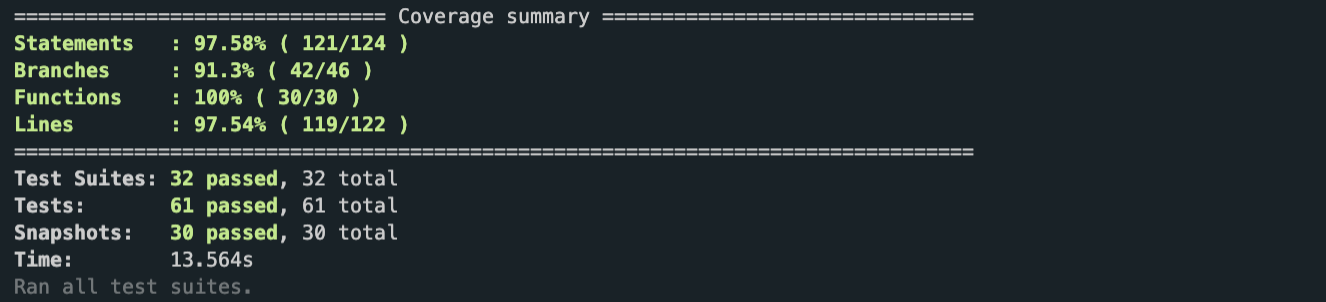 =============================== Coverage summary ===============================
Statements   : 97.58% ( 121/124 )
Branches     : 91.3% ( 42/46 )
Functions    : 100% ( 30/30 )
Lines        : 97.54% ( 119/122 )
================================================================================
Test Suites: 32 passed, 32 total
Tests:       61 passed, 61 total
Snapshots:   30 passed, 30 total
Time:        13.564s
Ran all test suites.